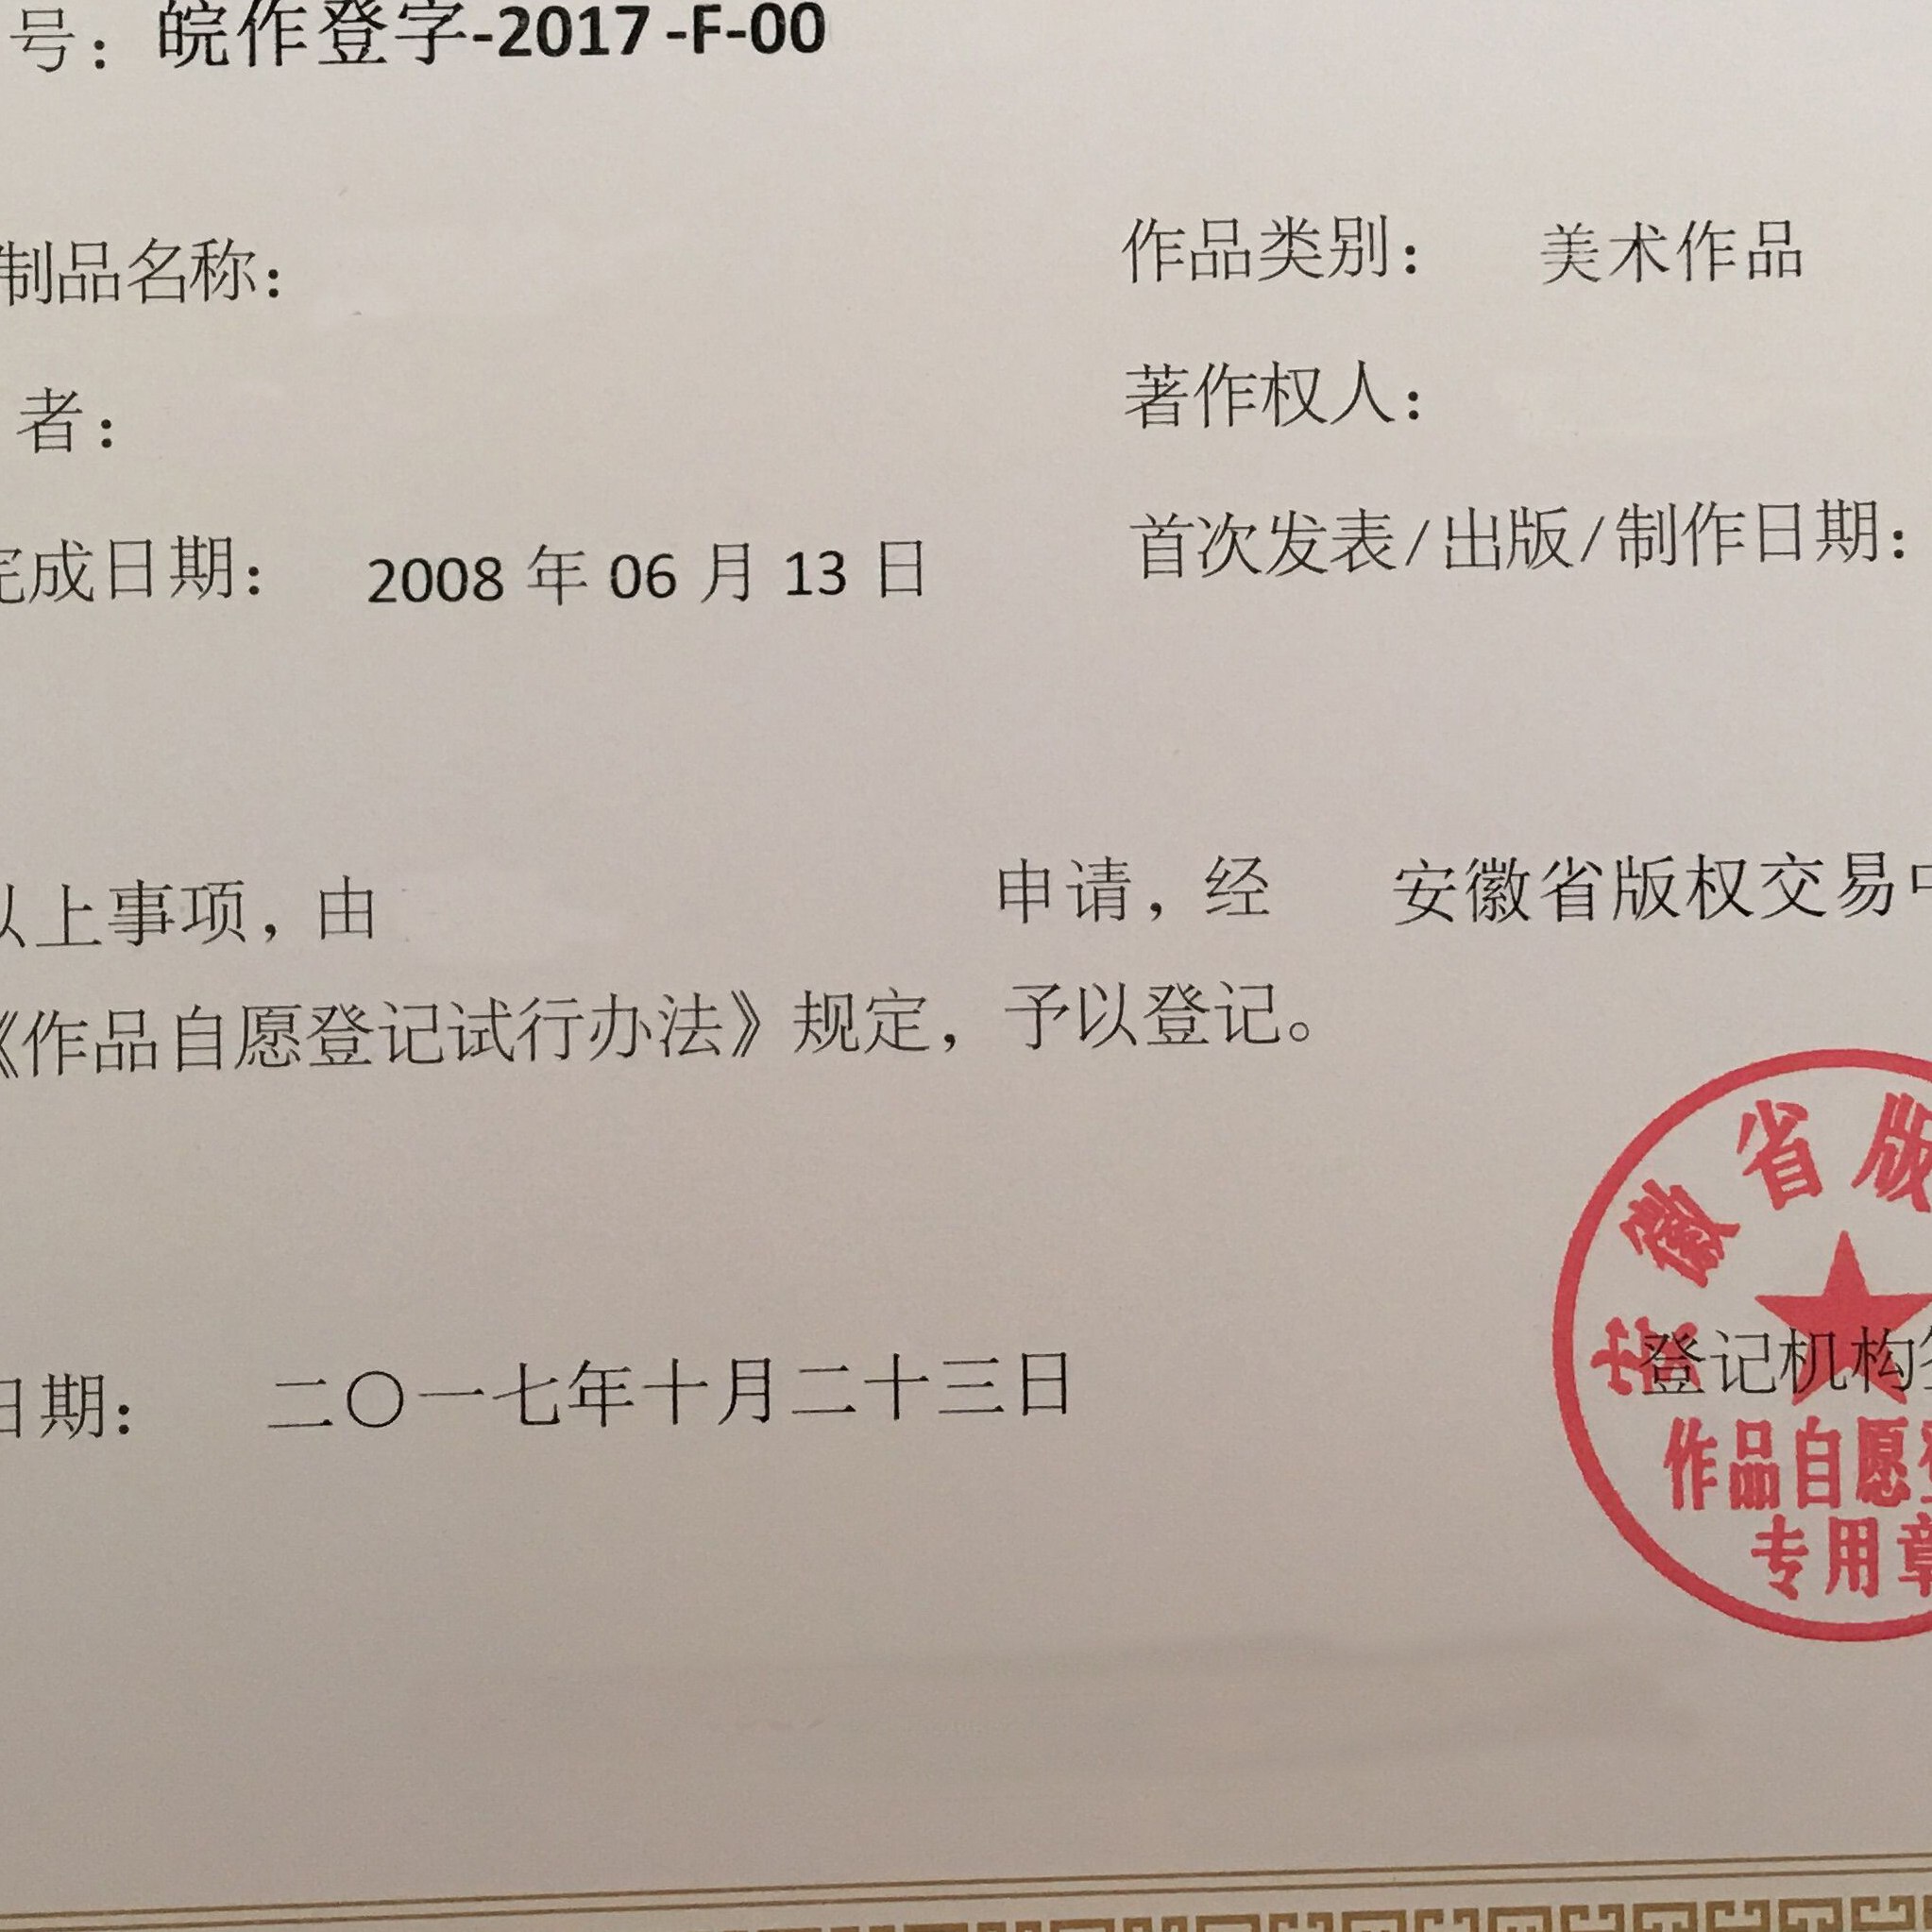 号：皖作登字-2017-F-00
制品名称：
作品类别： 美术作品
者：
著作权人：
完成日期： 2008 年 06 月 13 日
首次发表/出版/制作日期：
以上事项，由 申请，经 安徽省版权交易中
《作品自愿登记试行办法》规定，予以登记。
日期： 二〇一七年十月二十三日
登记机构签
安徽省版
作品自愿登
专用章